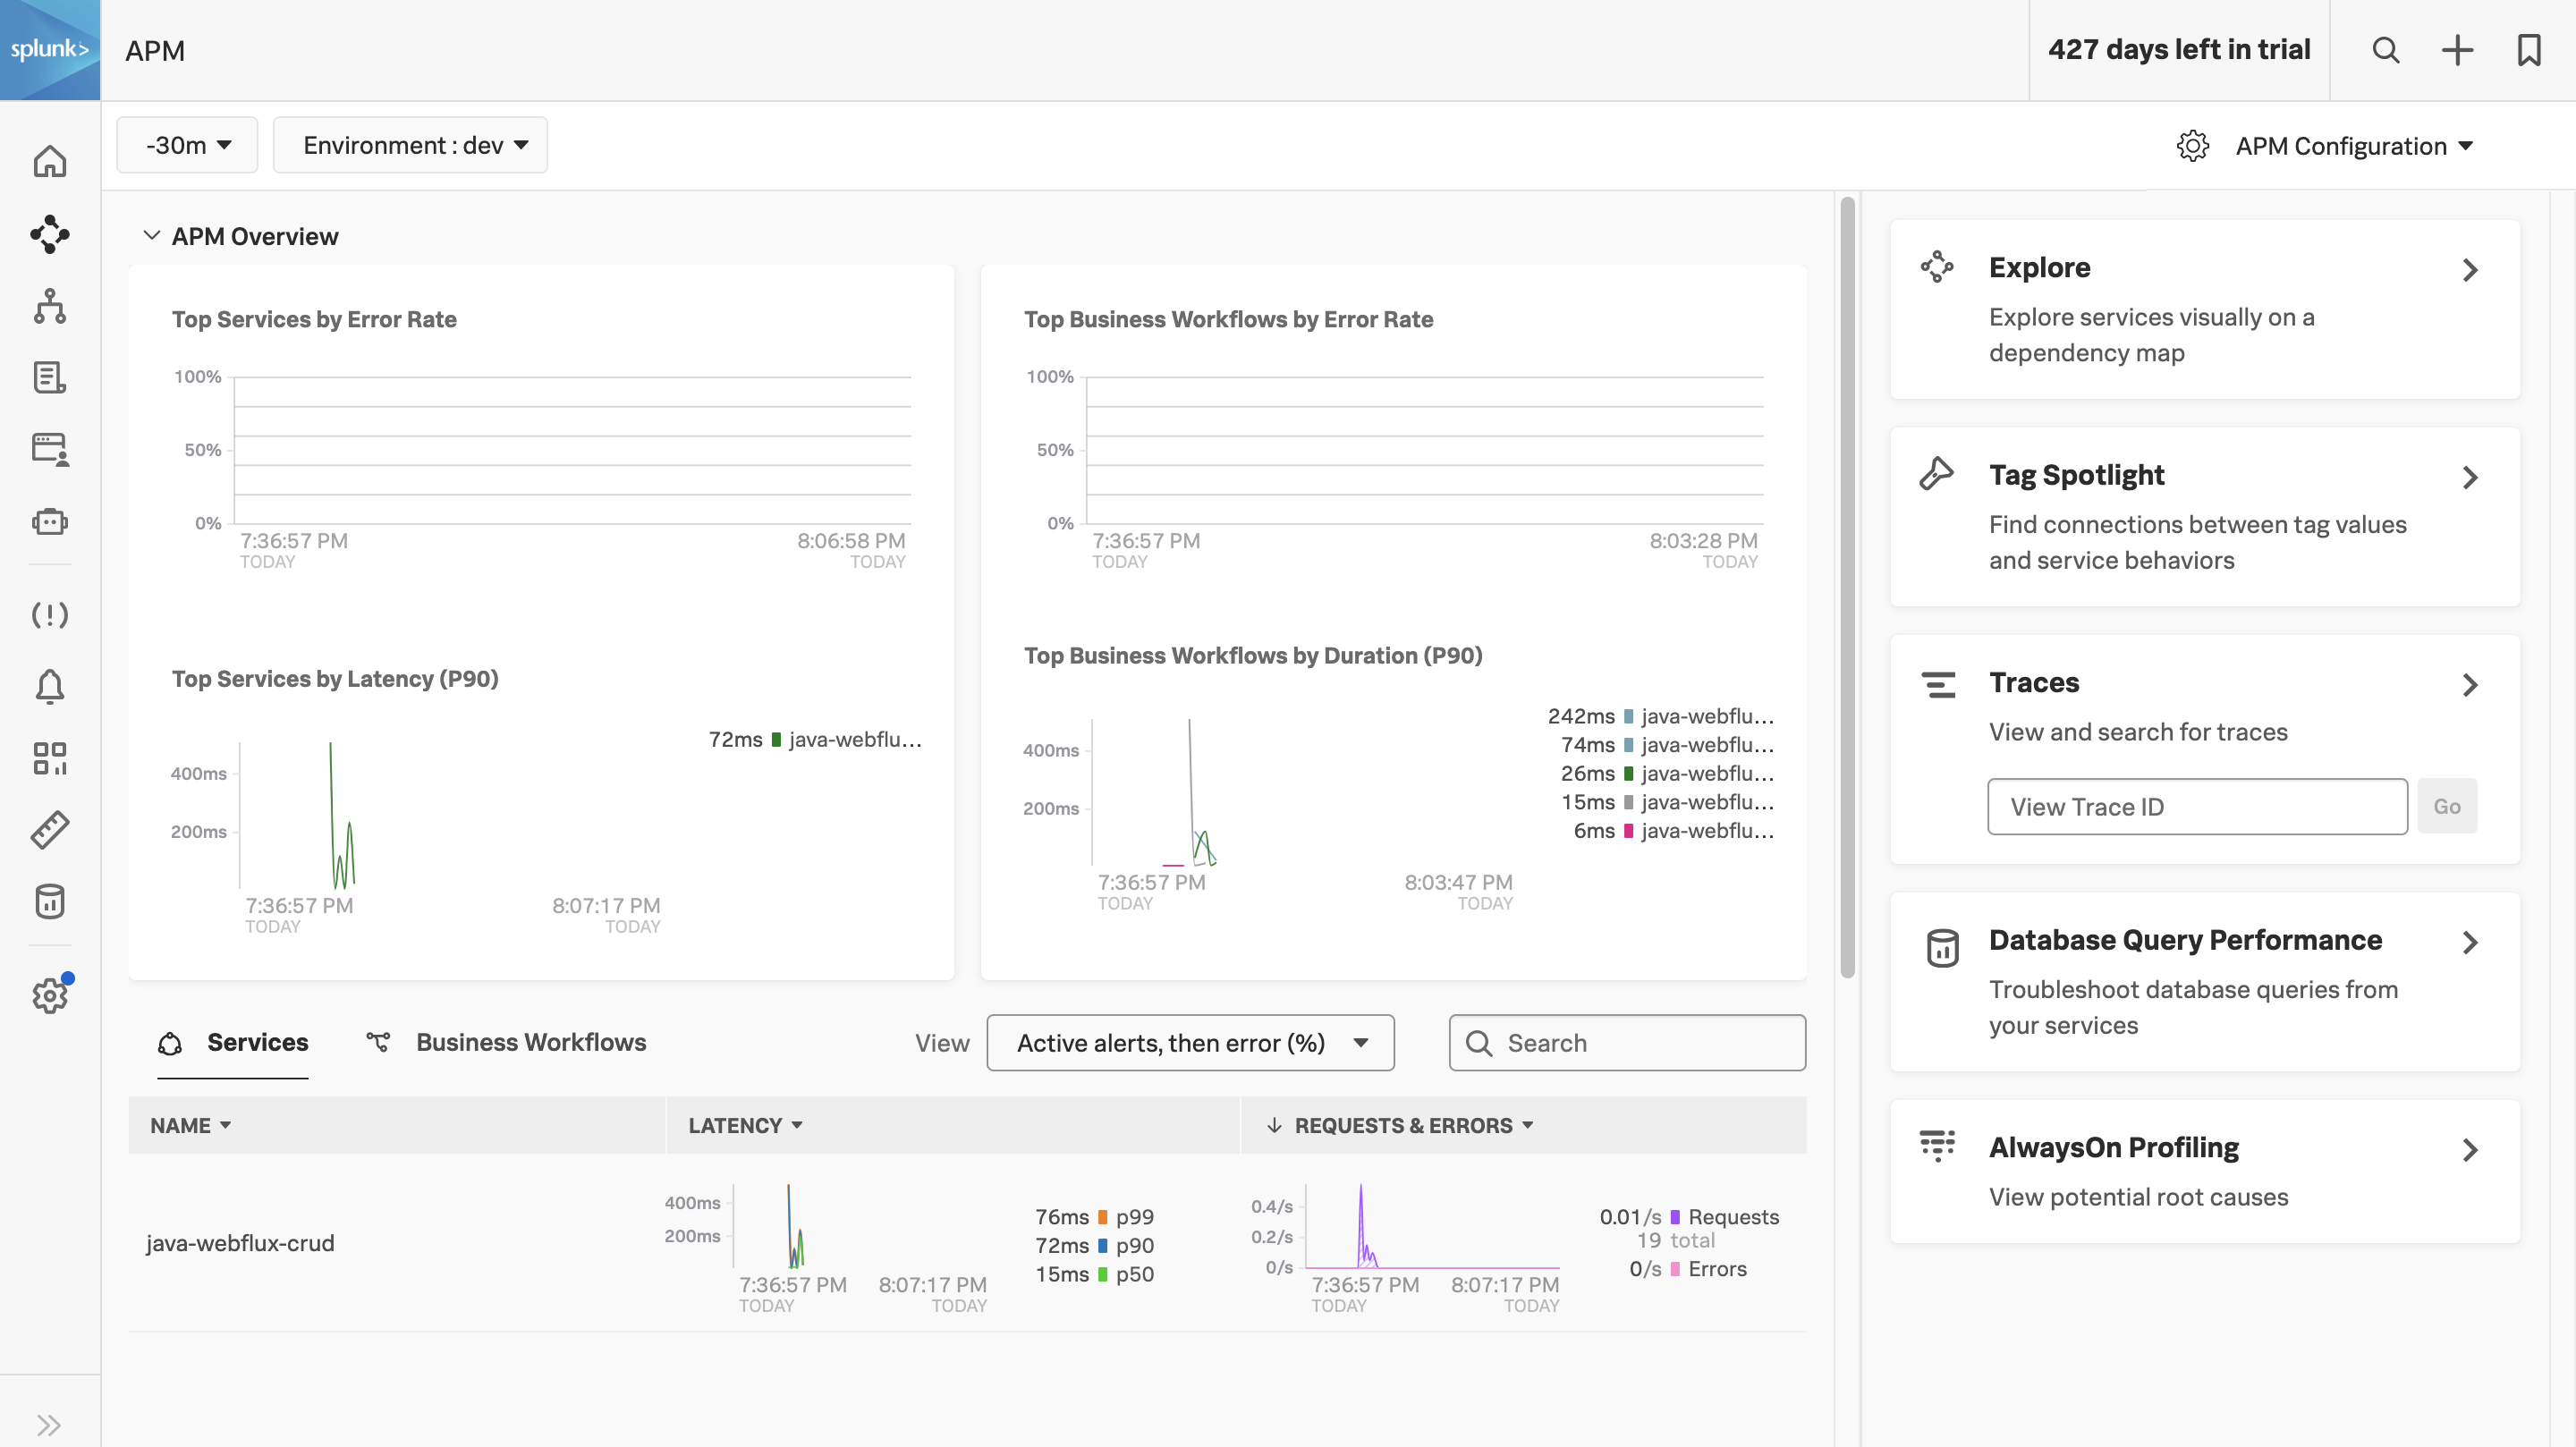 splunk>
APM
427 days left in trial
-30m
Environment : dev
APM Configuration
APM Overview
Top Services by Error Rate
100%
50%
0%
7:36:57 PM
TODAY
8:06:58 PM
TODAY
Top Services by Latency (P90)
400ms
200ms
72ms java-webflu...
7:36:57 PM
TODAY
8:07:17 PM
TODAY
Top Business Workflows by Error Rate
100%
50%
0%
7:36:57 PM
TODAY
8:03:28 PM
TODAY
Top Business Workflows by Duration (P90)
400ms
200ms
242ms java-webflu...
74ms java-webflu...
26ms java-webflu...
15ms java-webflu...
6ms java-webflu...
7:36:57 PM
TODAY
8:03:47 PM
TODAY
Services
Business Workflows
View
Active alerts, then error (%)
Search
NAME
LATENCY
REQUESTS & ERRORS
java-webflux-crud
400ms
200ms
7:36:57 PM
TODAY
8:07:17 PM
TODAY
76ms p99
72ms p90
15ms p50
0.4/s
0.2/s
0/s
7:36:57 PM
TODAY
8:07:17 PM
TODAY
0.01/s Requests
19 total
0/s Errors
Explore
Explore services visually on a
dependency map
Tag Spotlight
Find connections between tag values
and service behaviors
Traces
View and search for traces
View Trace ID
Go
Database Query Performance
Troubleshoot database queries from
your services
AlwaysOn Profiling
View potential root causes